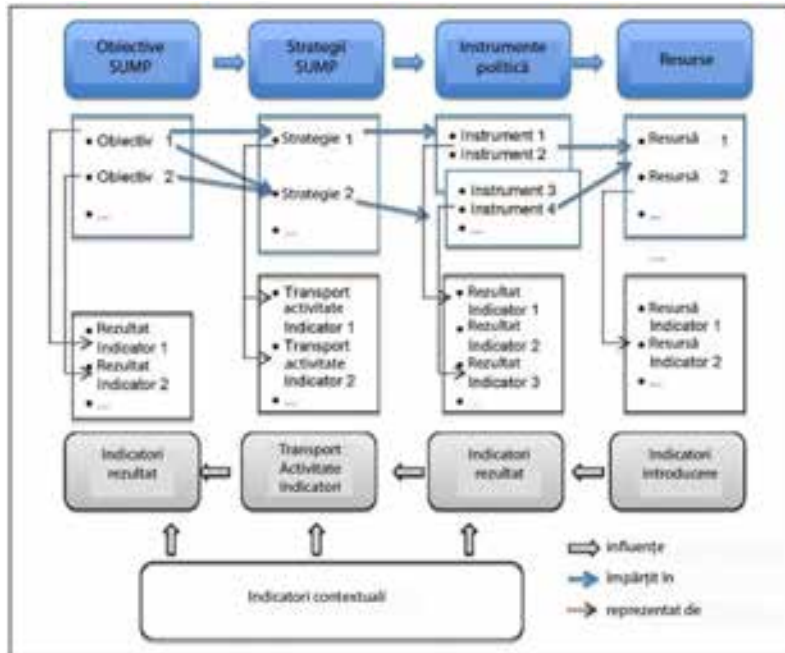 Obiective
SUMP
Strategii
SUMP
Instrumente
politică
Resurse
• Obiectiv 1
• Obiectiv 2
• ...
• Strategie 1
• Strategie 2
• ...
• Instrument 1
• Instrument 2
• Instrument 3
• Instrument 4
• ...
• Resursă 1
• Resursă 2
• ...
....
• Rezultat
Indicator 1
• Rezultat
Indicator 2
• ...
• Transport
activitate
Indicator 1
• Transport
activitate
Indicator 2
• ...
• Rezultat
Indicator 1
• Rezultat
Indicator 2
• Rezultat
Indicator 3
• ...
• Resursă
Indicator 1
• Resursă
Indicator 2
• ...
Indicatori
rezultat
Transport
Activitate
Indicatori
Indicatori
rezultat
Indicatori
introducere
Indicatori contextuali
influențe
împărțit în
reprezentat de